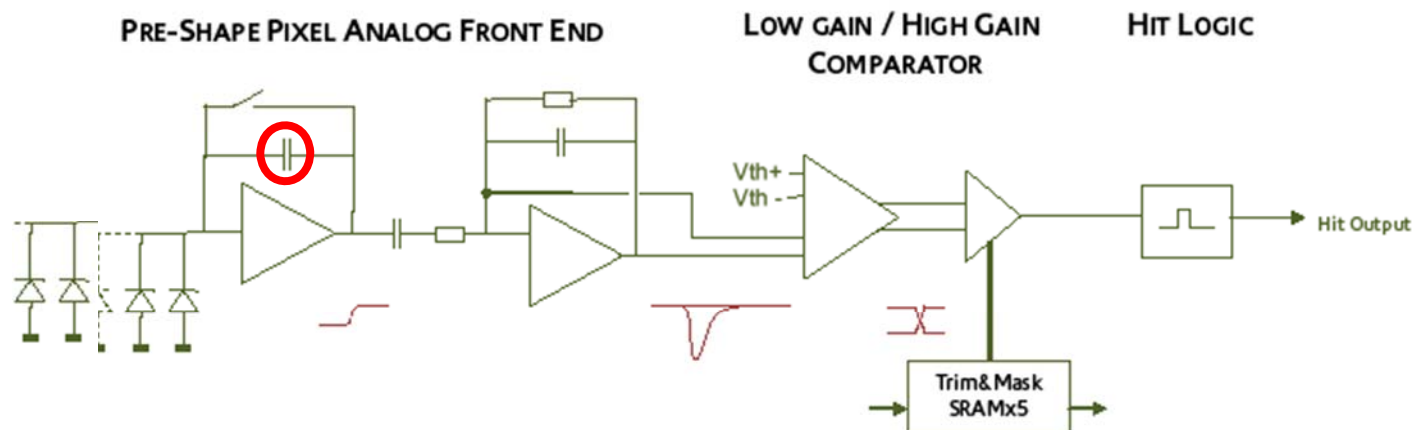 PRE-SHAPE PIXEL ANALOG FRONT END
LOW GAIN / HIGH GAIN
COMPARATOR
HIT LOGIC
Vth+
Vth -
Hit Output
Trim&Mask
SRAMx5